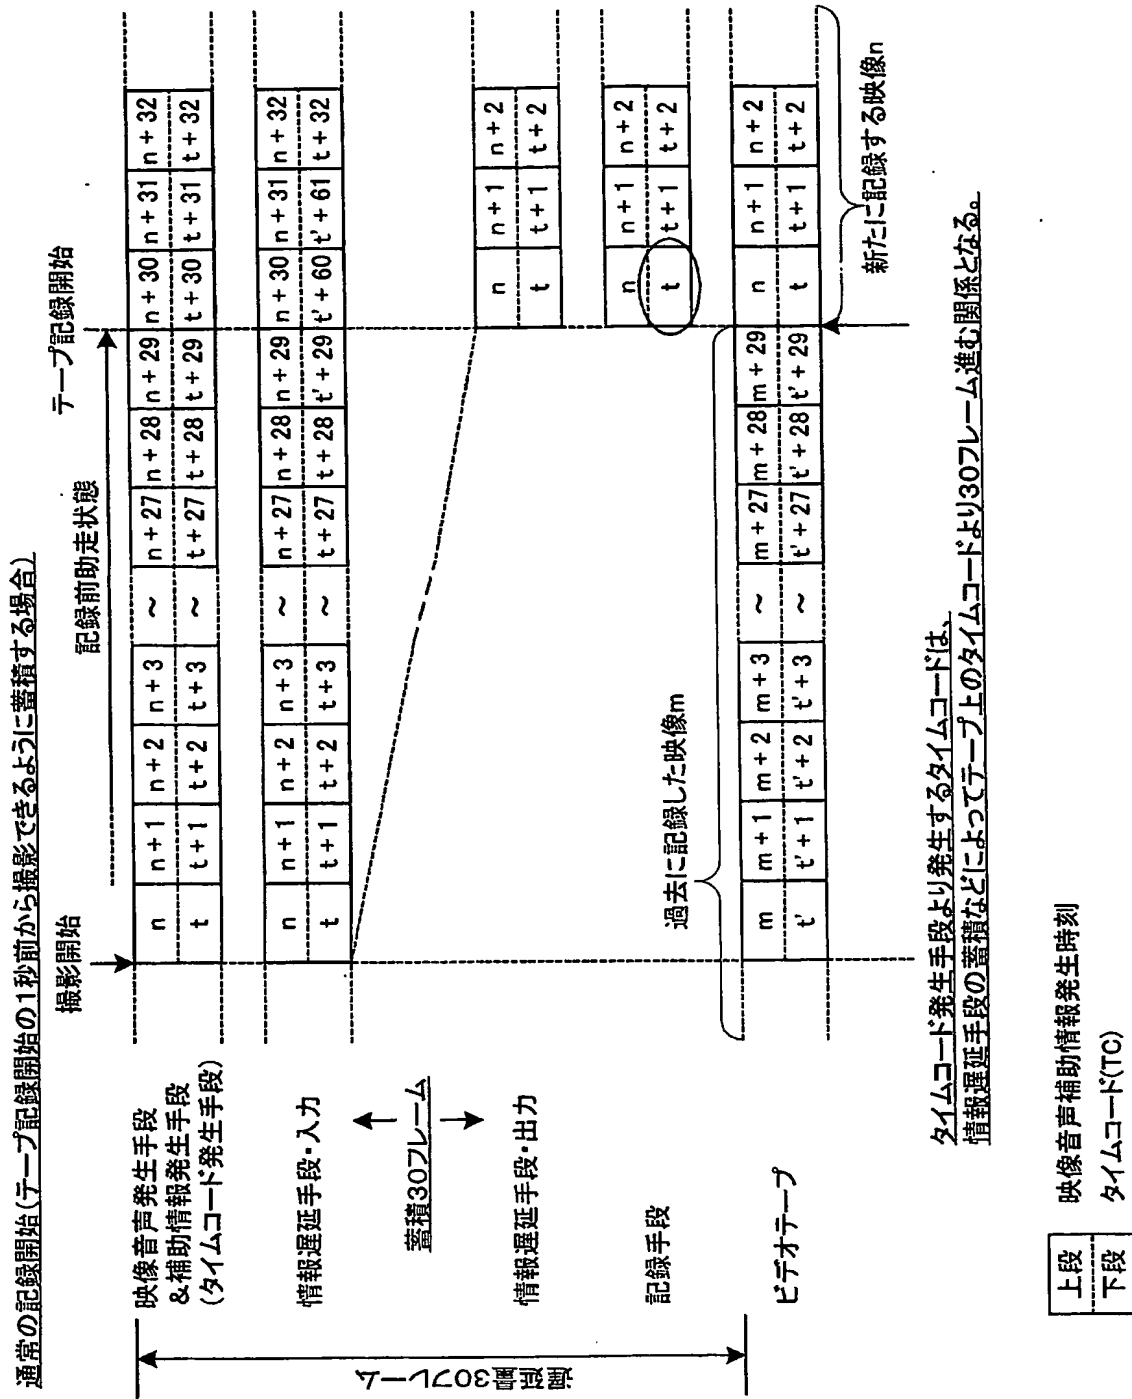 通常の記録開始(テープ記録開始の1秒前から撮影できるように蓄積する場合)
撮影開始
記録前助走状態
テープ記録開始
映像音声発生手段
&補助情報発生手段
(タイムコード発生手段)
n n+1 n+2 n+3 ~ n+27 n+28 n+29 n+30 n+31 n+32
t t+1 t+2 t+3 ~ t+27 t+28 t+29 t+30 t+31 t+32
情報遅延手段・入力
n n+1 n+2 n+3 ~ n+27 n+28 n+29 n+30 n+31 n+32
t t+1 t+2 t+3 ~ t+27 t+28 t'+29 t'+60 t'+61 t+32
蓄積30フレーム
情報遅延手段・出力
n n+1 n+2
t t+1 t+2
記録手段
n n+1 n+2
t t+1 t+2
過去に記録した映像m
ビデオテープ
m m+1 m+2 m+3 ~ m+27 m+28 m+29 n n+1 n+2
t' t'+1 t'+2 t'+3 ~ t'+27 t'+28 t'+29 t t+1 t+2
新たに記録する映像n
遅延量30フレーム
タイムコード発生手段より発生するタイムコードは、
情報遅延手段の蓄積などによってテープ上のタイムコードより30フレーム進む関係となる。
上段 映像音声補助情報発生時刻
下段 タイムコード(TC)